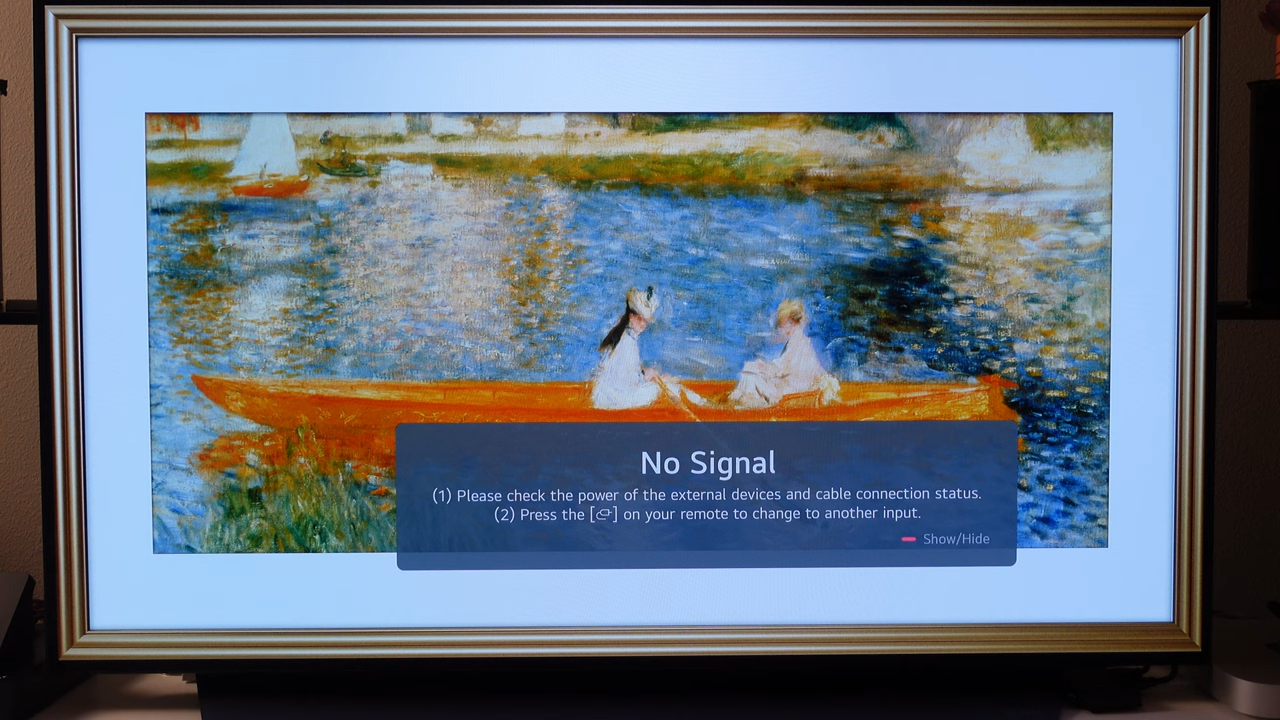 No Signal
(1) Please check the power of the external devices and cable connection status.
(2) Press the [] on your remote to change to another input.
Show/Hide